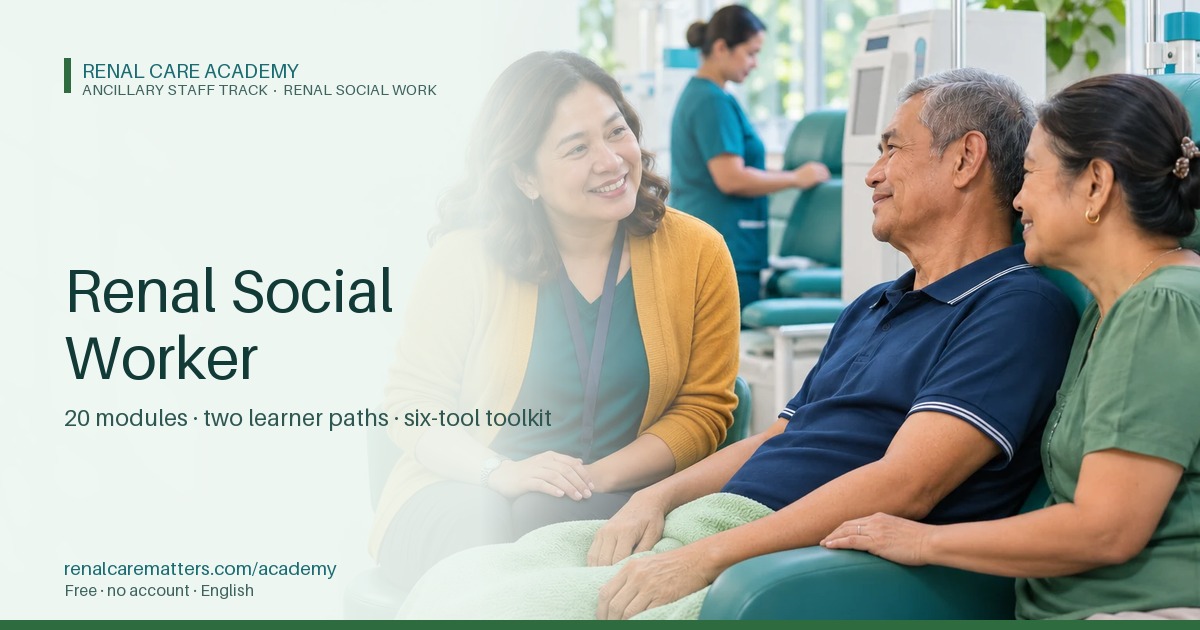 RENAL CARE ACADEMY
ANCILLARY STAFF TRACK · RENAL SOCIAL WORK
Renal Social
Worker
20 modules · two learner paths · six-tool toolkit
renalcarematters.com/academy
Free · no account · English